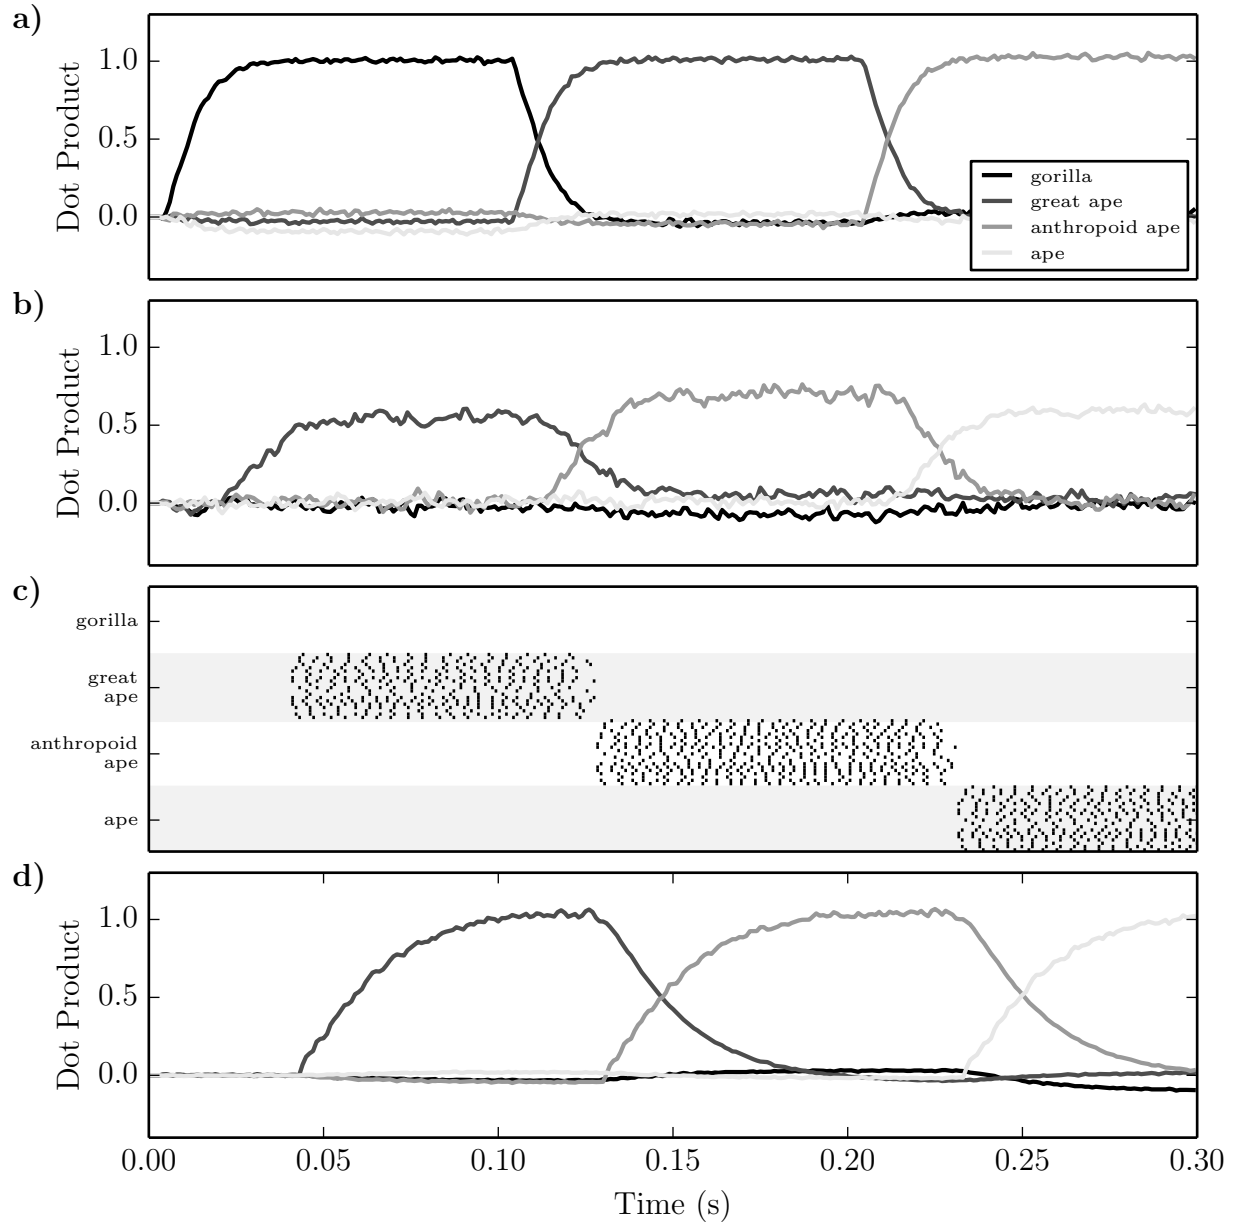 a)
1.0
0.5
0.0
Dot Product
gorilla
great ape
anthropoid ape
ape
b)
1.0
0.5
0.0
Dot Product
c)
gorilla
great
ape
anthropoid
ape
ape
d)
1.0
0.5
0.0
Dot Product
0.00 0.05 0.10 0.15 0.20 0.25 0.30
Time (s)